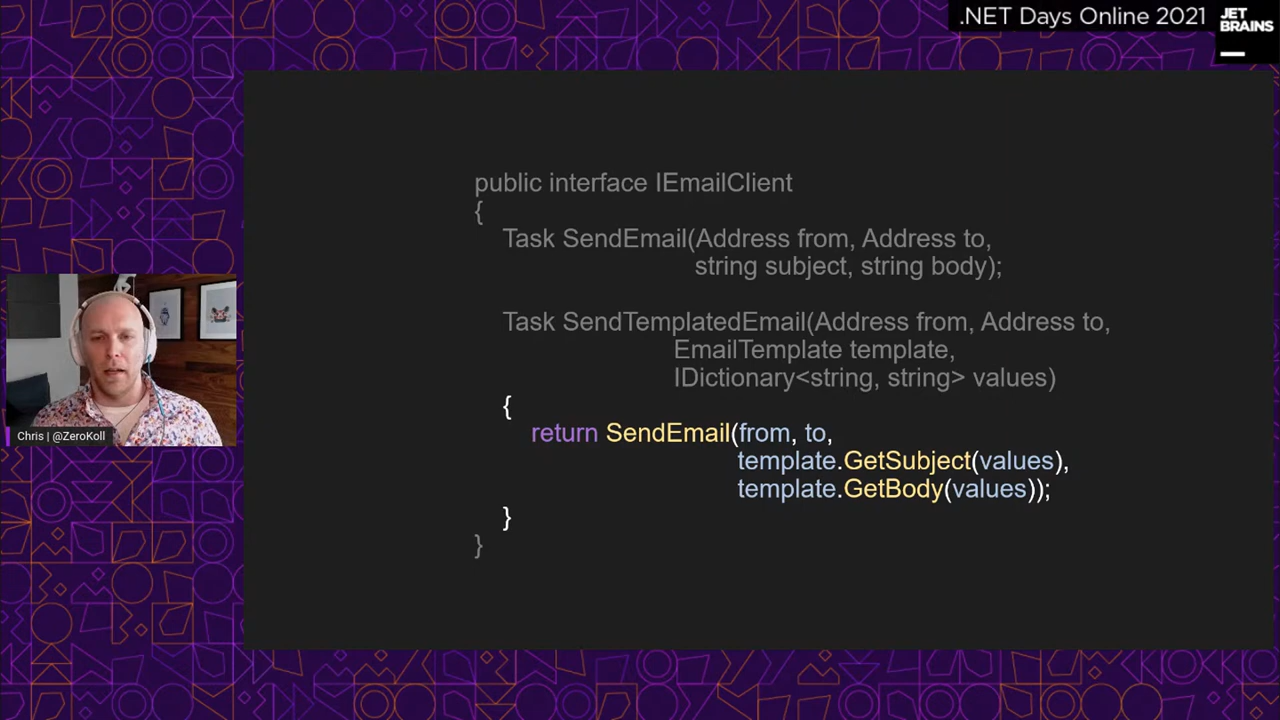 .NET Days Online 2021
JET
BRAINS
public interface IEmailClient
{
Task SendEmail(Address from, Address to,
string subject, string body);
Task SendTemplatedEmail(Address from, Address to,
EmailTemplate template,
IDictionary<string, string> values)
{
return SendEmail(from, to,
template.GetSubject(values),
template.GetBody(values));
}
}
Chris | @ZeroKoll